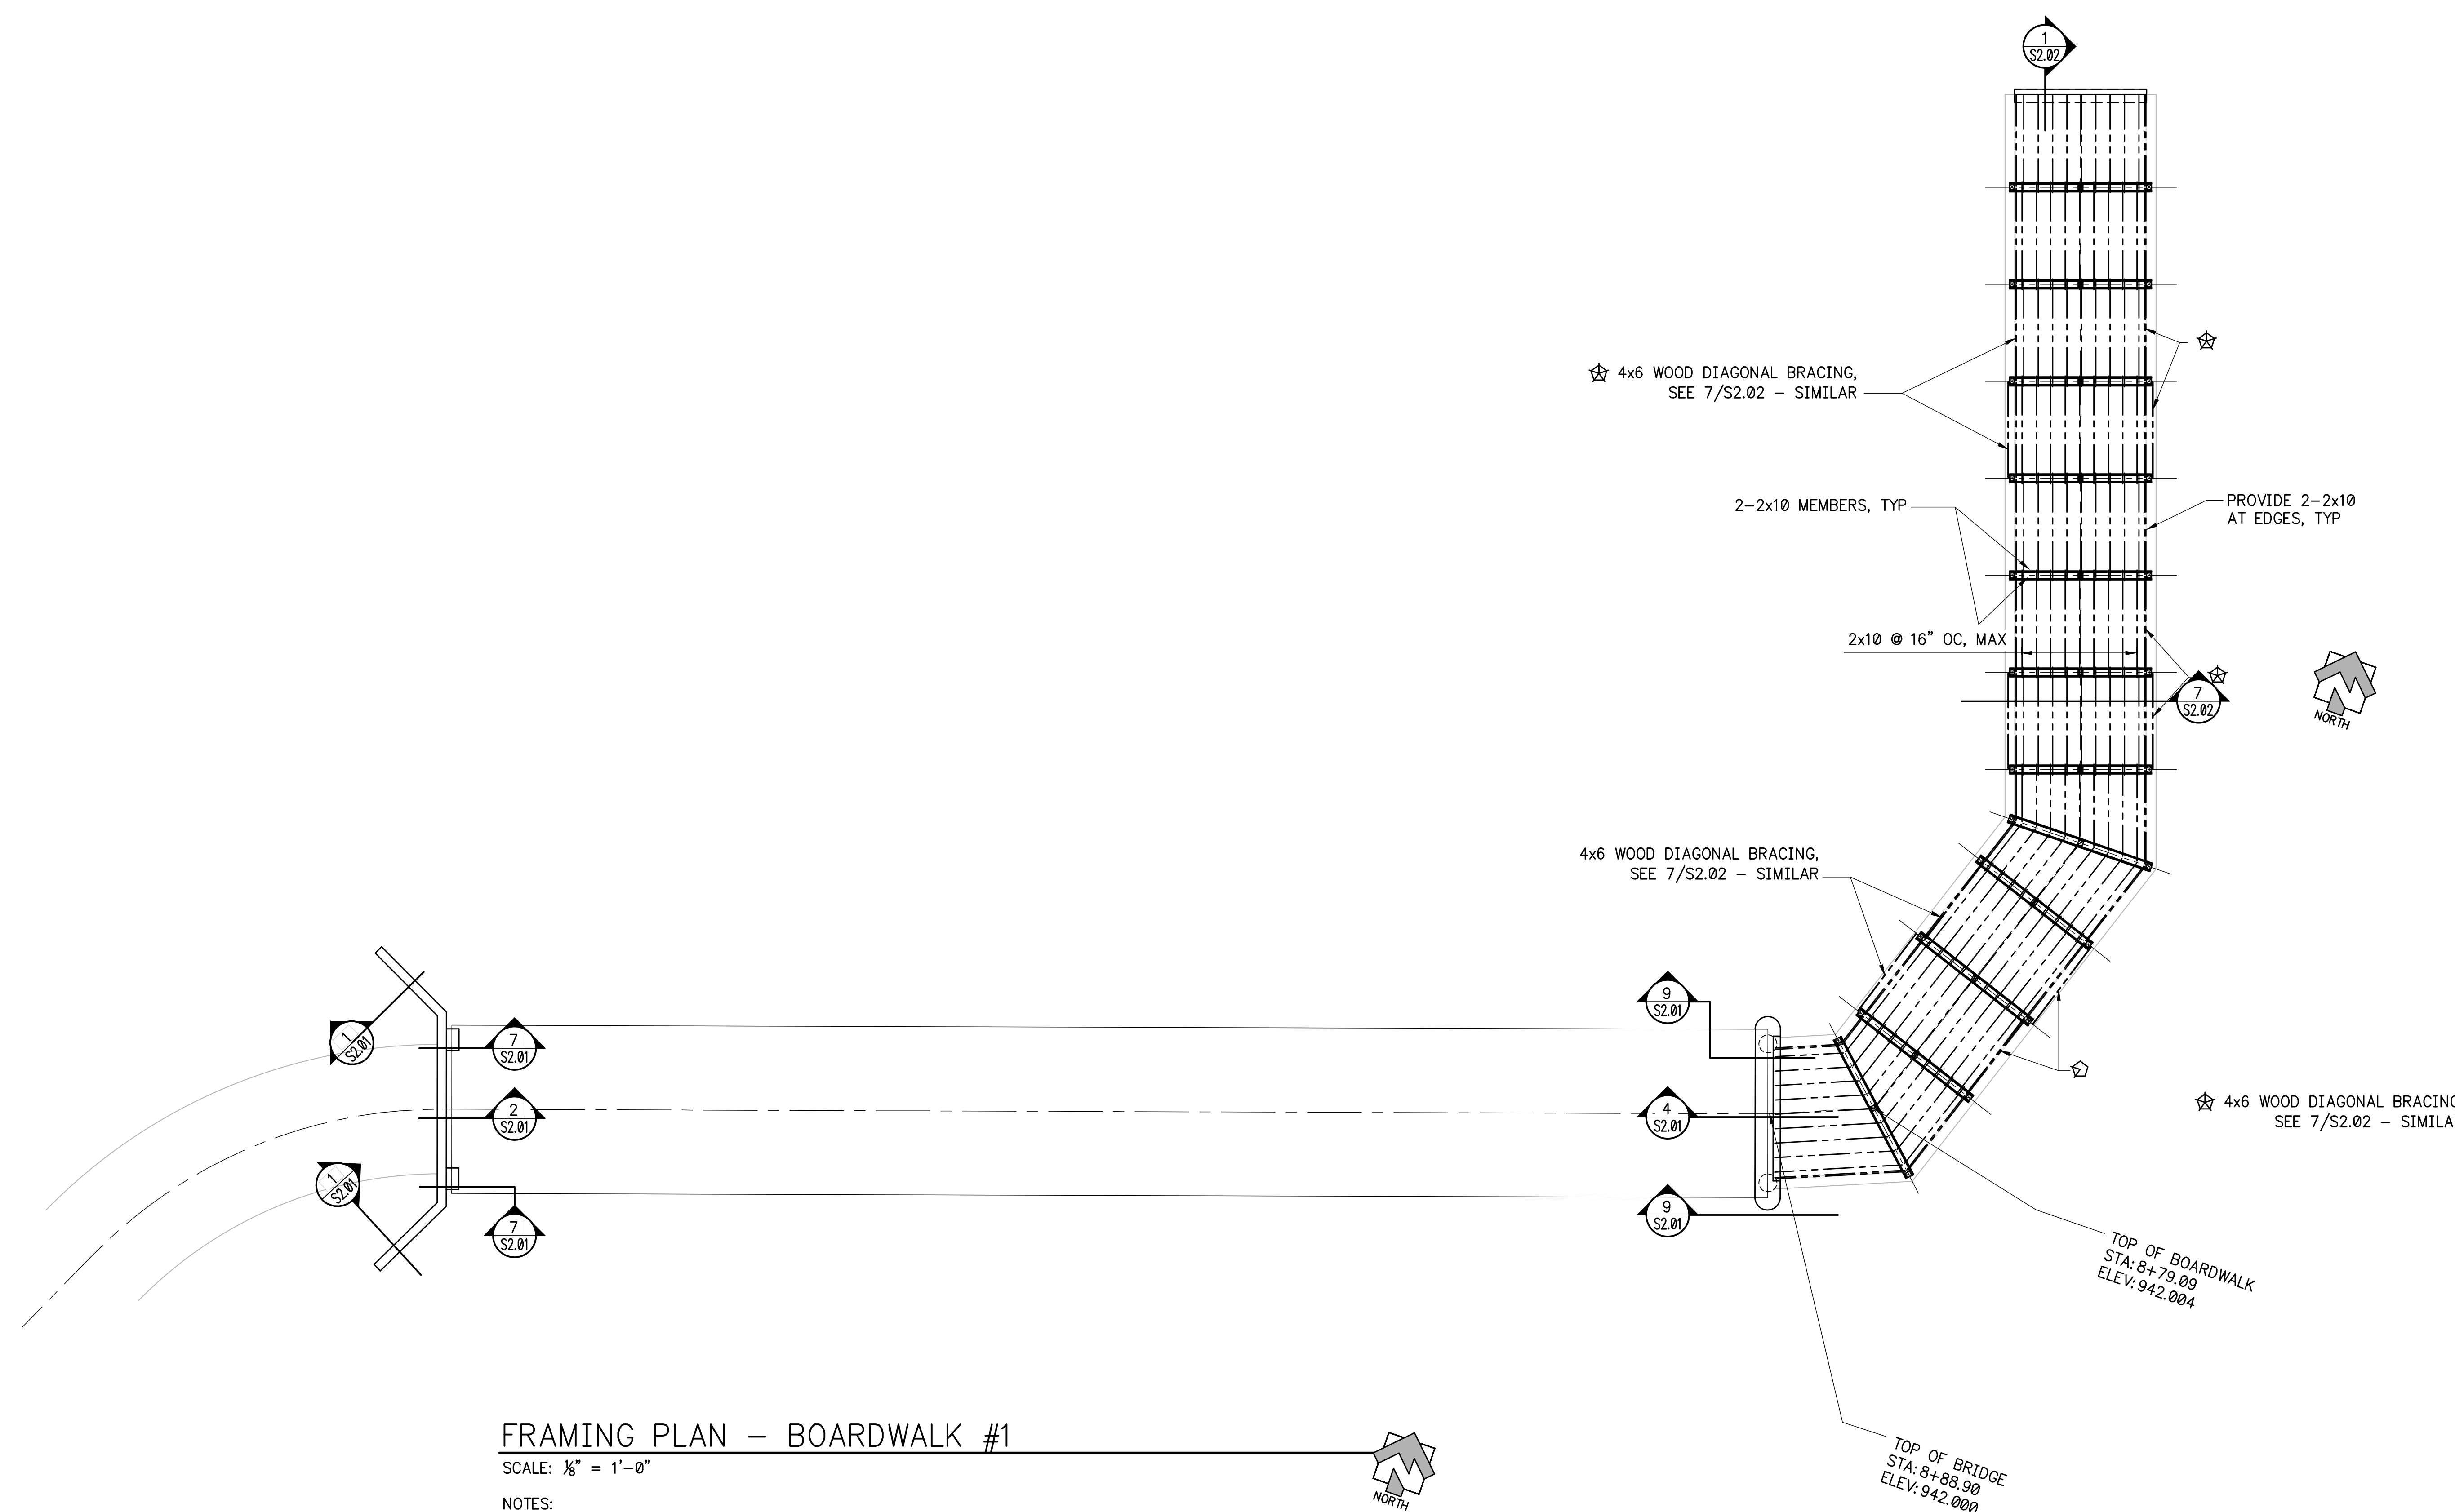 1
S2.02
4x6 WOOD DIAGONAL BRACING,
SEE 7/S2.02 – SIMILAR
2–2x10 MEMBERS, TYP
PROVIDE 2–2x10
AT EDGES, TYP
2x10 @ 16" OC, MAX
7
S2.02
NORTH
4x6 WOOD DIAGONAL BRACING,
SEE 7/S2.02 – SIMILAR
1
S2.01
7
S2.01
9
S2.01
2
S2.01
4
S2.01
4x6 WOOD DIAGONAL BRACING
SEE 7/S2.02 – SIMILAR
1
S2.01
7
S2.01
9
S2.01
TOP OF BOARDWALK
STA: 8+79.09
ELEV: 942.004
TOP OF BRIDGE
STA: 8+88.90
ELEV: 942.000
FRAMING PLAN – BOARDWALK #1
SCALE: ⅛" = 1'–0"
NORTH
NOTES: